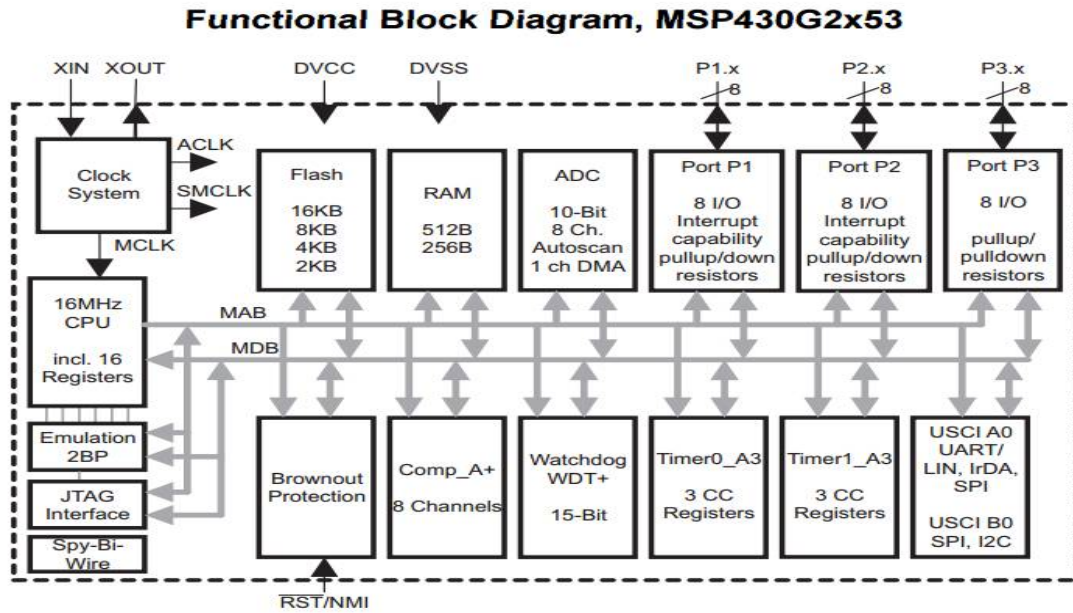 Functional Block Diagram, MSP430G2x53
XIN XOUT DVCC DVSS P1.x P2.x P3.x
8 8 8
ACLK
SMCLK
MCLK
Clock
System
Flash
16KB
8KB
4KB
2KB
RAM
512B
256B
ADC
10-Bit
8 Ch.
Autoscan
1 ch DMA
Port P1
8 I/O
Interrupt
capability
pullup/down
resistors
Port P2
8 I/O
Interrupt
capability
pullup/down
resistors
Port P3
8 I/O
pullup/
pulldown
resistors
16MHz
CPU
incl. 16
Registers
MAB
MDB
Emulation
2BP
JTAG
Interface
Spy-Bi-
Wire
Brownout
Protection
Comp_A+
8 Channels
Watchdog
WDT+
15-Bit
Timer0_A3
3 CC
Registers
Timer1_A3
3 CC
Registers
USCI A0
UART/
LIN, IrDA,
SPI
USCI B0
SPI, I2C
RST/NMI